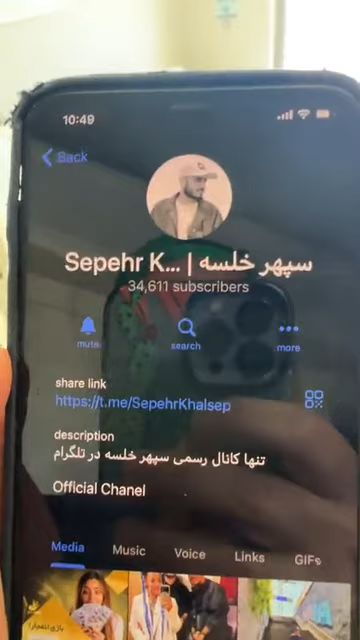 10:49
Back
Sepehr K... | سپهر خلسه
34,611 subscribers
mute
search
more
share link
https://t.me/SepehrKhalsep
description
تنها کانال رسمی سپهر خلسه در تلگرام
Official Chanel
Media Music Voice Links GIFs